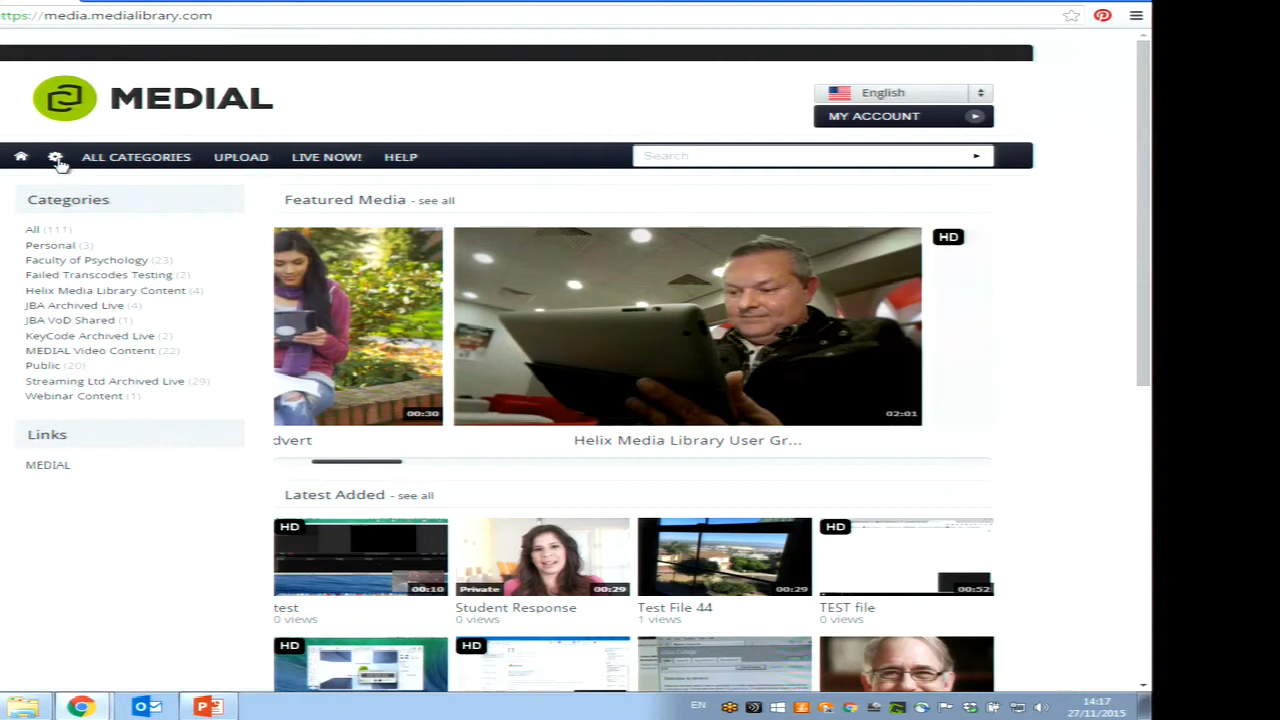 ttps://media.medialibrary.com
MEDIAL
English
MY ACCOUNT
ALL CATEGORIES UPLOAD LIVE NOW! HELP
Search
Categories
All (111)
Personal (3)
Faculty of Psychology (23)
Failed Transcodes Testing (2)
Helix Media Library Content (4)
JBA Archived Live (4)
JBA VoD Shared (1)
KeyCode Archived Live (2)
MEDIAL Video Content (22)
Public (20)
Streaming Ltd Archived Live (29)
Webinar Content (1)
Links
MEDIAL
Featured Media - see all
HD
00:30
02:01
dvert
Helix Media Library User Gr...
Latest Added - see all
HD
00:10
Private
00:29
00:29
HD
00:52
test
0 views
Student Response
0 views
Test File 44
1 views
TEST file
0 views
HD
HD
EN
14:17
27/11/2015